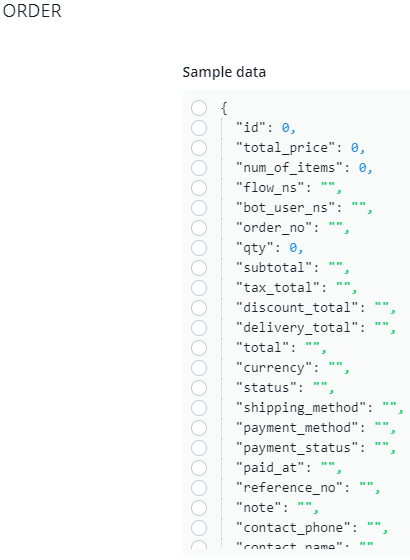 ORDER
Sample data
{
"id": 0,
"total_price": 0,
"num_of_items": 0,
"flow_ns": "",
"bot_user_ns": "",
"order_no": "",
"qty": 0,
"subtotal": "",
"tax_total": "",
"discount_total": "",
"delivery_total": "",
"total": "",
"currency": "",
"status": "",
"shipping_method": "",
"payment_method": "",
"payment_status": "",
"paid_at": "",
"reference_no": "",
"note": "",
"contact_phone": "",
"contact_name": ""